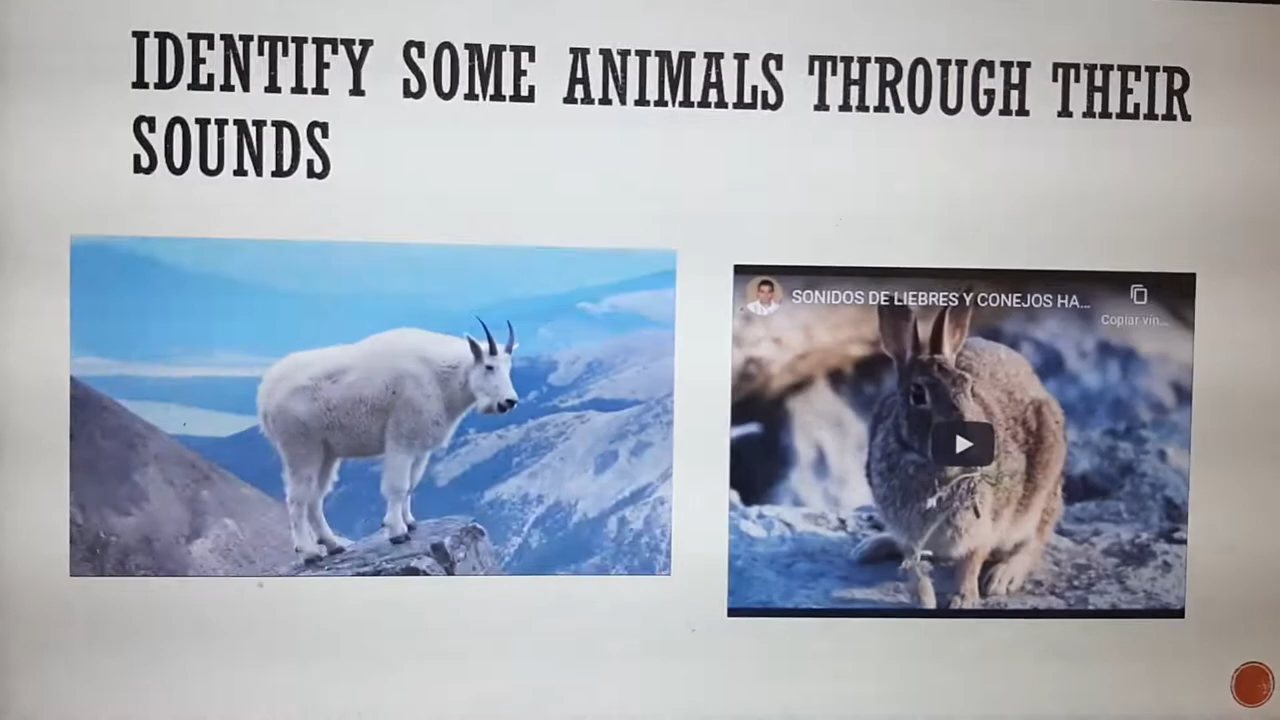 IDENTIFY SOME ANIMALS THROUGH THEIR
SOUNDS
SONIDOS DE LIEBRES Y CONEJOS HA...
Copiar vín...